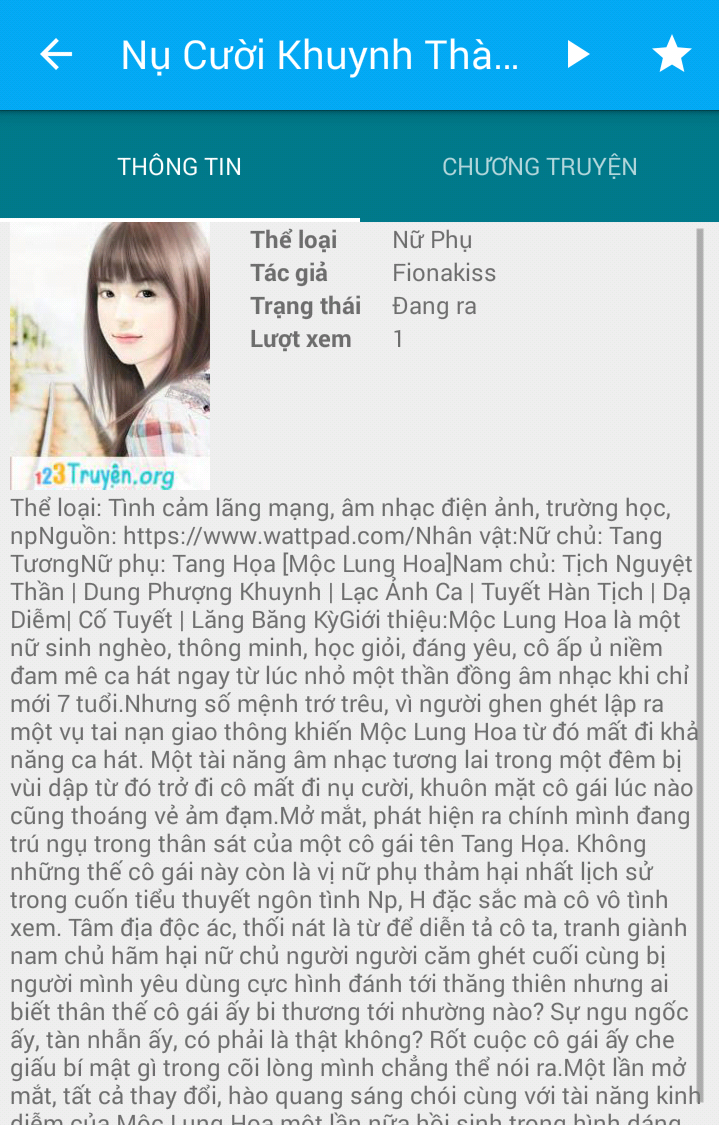 Nụ Cười Khuynh Thà...
THÔNG TIN
CHƯƠNG TRUYỆN
Thể loại Nữ Phụ
Tác giả Fionakiss
Trạng thái Đang ra
Lượt xem 1
123Truyện.org
Thể loại: Tình cảm lãng mạng, âm nhạc điện ảnh, trường học,
npNguồn: https://www.wattpad.com/Nhân vật:Nữ chủ: Tang
TươngNữ phụ: Tang Họa [Mộc Lung Hoa]Nam chủ: Tịch Nguyệt
Thần | Dung Phượng Khuynh | Lạc Ảnh Ca | Tuyết Hàn Tịch | Dạ
Diễm| Cố Tuyết | Lăng Băng KỳGiới thiệu:Mộc Lung Hoa là một
nữ sinh nghèo, thông minh, học giỏi, đáng yêu, cô ấp ủ niềm
đam mê ca hát ngay từ lúc nhỏ một thần đồng âm nhạc khi chỉ
mới 7 tuổi.Nhưng số mệnh trớ trêu, vì người ghen ghét lập ra
một vụ tai nạn giao thông khiến Mộc Lung Hoa từ đó mất đi khả
năng ca hát. Một tài năng âm nhạc tương lai trong một đêm bị
vùi dập từ đó trở đi cô mất đi nụ cười, khuôn mặt cô gái lúc nào
cũng thoáng vẻ ảm đạm.Mở mắt, phát hiện ra chính mình đang
trú ngụ trong thân sát của một cô gái tên Tang Họa. Không
những thế cô gái này còn là vị nữ phụ thảm hại nhất lịch sử
trong cuốn tiểu thuyết ngôn tình Np, H đặc sắc mà cô vô tình
xem. Tâm địa độc ác, thối nát là từ để diễn tả cô ta, tranh giành
nam chủ hãm hại nữ chủ người người căm ghét cuối cùng bị
người mình yêu dùng cực hình đánh tới thăng thiên nhưng ai
biết thân thế cô gái ấy bi thương tới nhường nào? Sự ngu ngốc
ấy, tàn nhẫn ấy, có phải là thật không? Rốt cuộc cô gái ấy che
giấu bí mật gì trong cõi lòng mình chẳng thể nói ra.Một lần mở
mắt, tất cả thay đổi, hào quang sáng chói cùng với tài năng kinh
diễm của Mộc Lung Hoa một lần nữa hồi sinh trong hình dáng